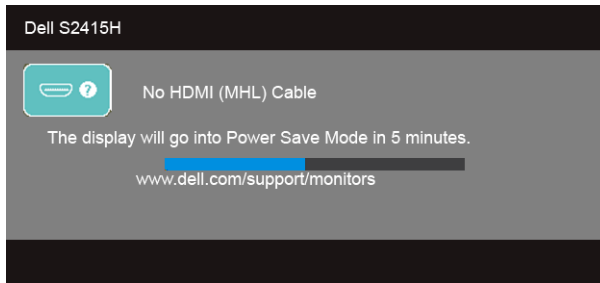 Dell S2415H
?
No HDMI (MHL) Cable
The display will go into Power Save Mode in 5 minutes.
www.dell.com/support/monitors